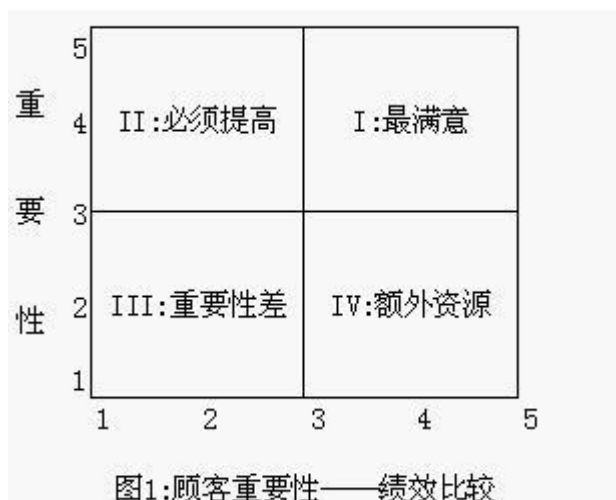 5
重 4 II:必须提高 I:最满意
要 3
性 2 III:重要性差 IV:额外资源
1
1 2 3 4 5
图1:顾客重要性——绩效比较